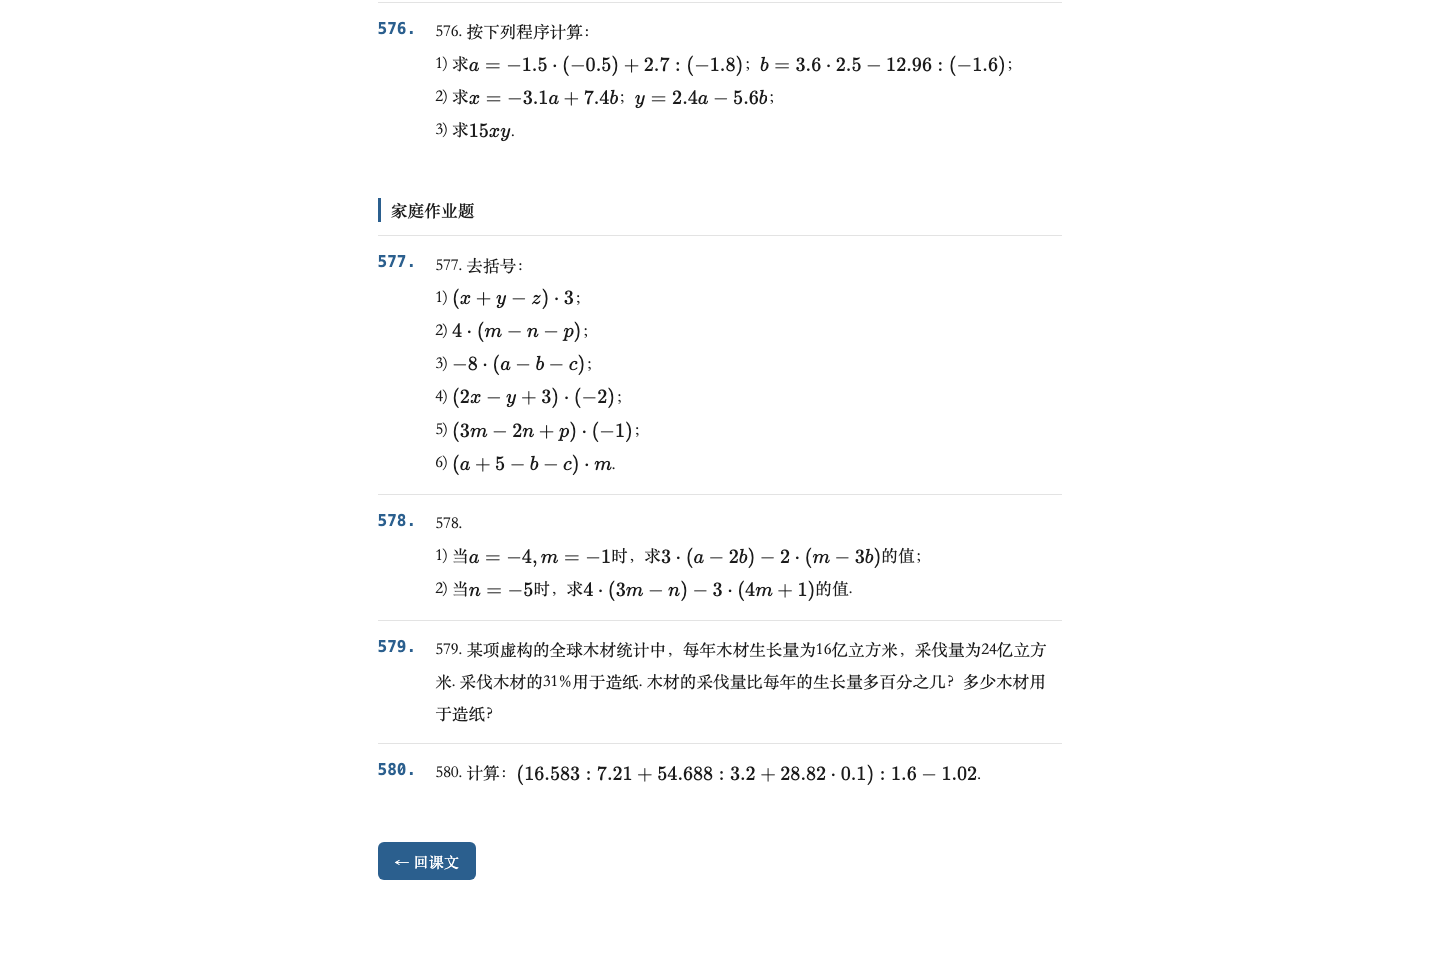 576. 576. 按下列程序计算：
1) 求a = −1.5 · (−0.5) + 2.7 : (−1.8)；b = 3.6 · 2.5 − 12.96 : (−1.6)；
2) 求x = −3.1a + 7.4b；y = 2.4a − 5.6b；
3) 求15xy.
家庭作业题
577. 577. 去括号：
1) (x + y − z) · 3；
2) 4 · (m − n − p)；
3) −8 · (a − b − c)；
4) (2x − y + 3) · (−2)；
5) (3m − 2n + p) · (−1)；
6) (a + 5 − b − c) · m.
578. 578.
1) 当a = −4, m = −1时，求3 · (a − 2b) − 2 · (m − 3b)的值；
2) 当n = −5时，求4 · (3m − n) − 3 · (4m + 1)的值.
579. 579. 某项虚构的全球木材统计中，每年木材生长量为16亿立方米，采伐量为24亿立方
米. 采伐木材的31%用于造纸. 木材的采伐量比每年的生长量多百分之几？多少木材用
于造纸?
580. 580. 计算：(16.583 : 7.21 + 54.688 : 3.2 + 28.82 · 0.1) : 1.6 − 1.02.
← 回课文